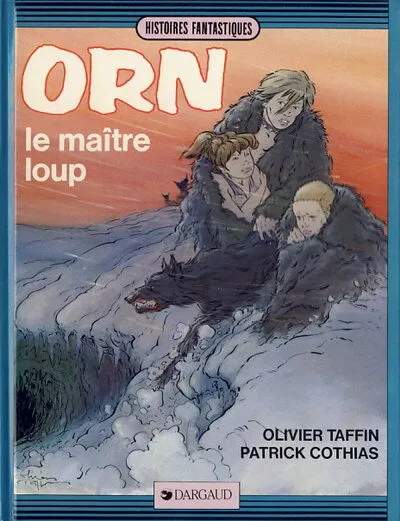 HISTOIRES FANTASTIQUES
ORN
le maître
loup
OLIVIER TAFFIN
PATRICK COTHIAS
DARGAUD